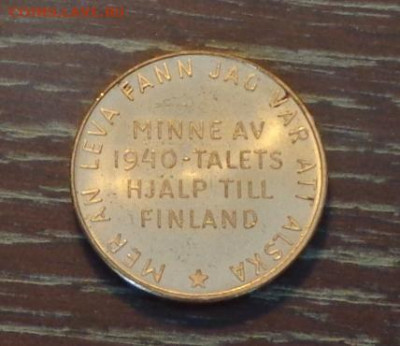 MER ÄN LEVA FANN JAG VAR ATT ÄLSKA
MINNE AV
1940-TALETS
HJÄLP TILL
FINLAND